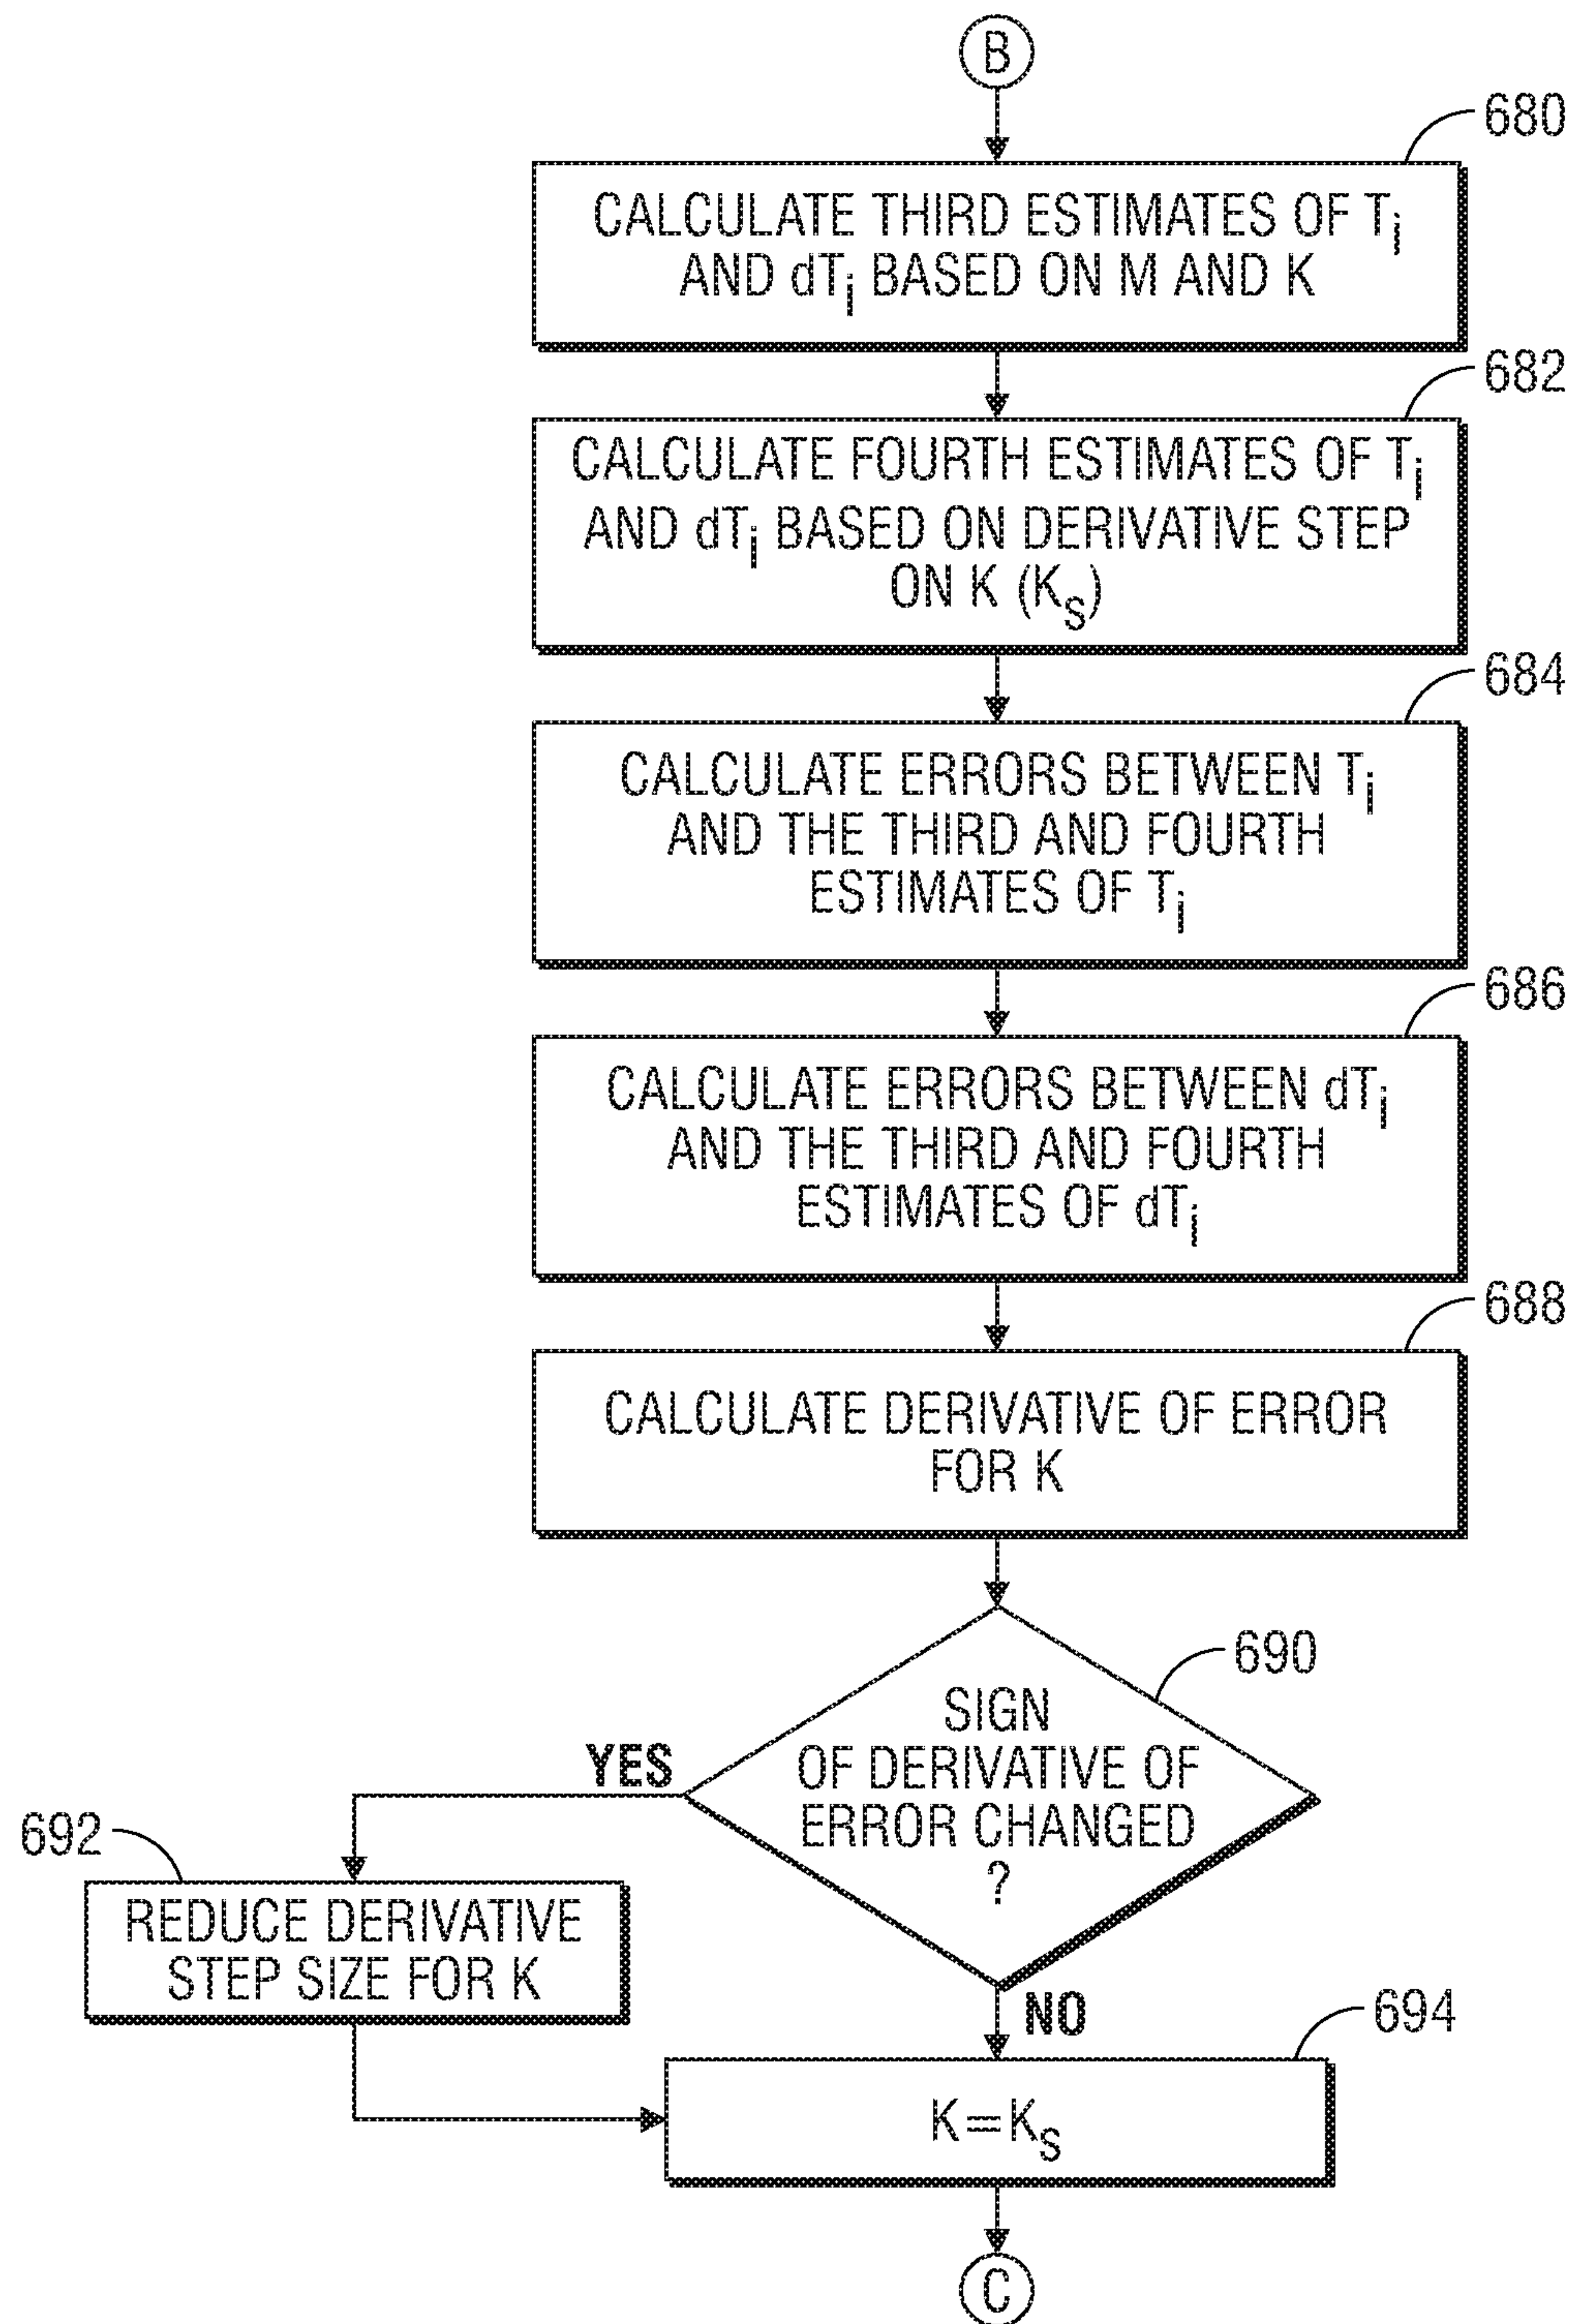 B
680
CALCULATE THIRD ESTIMATES OF Ti
AND dTi BASED ON M AND K
682
CALCULATE FOURTH ESTIMATES OF Ti
AND dTi BASED ON DERIVATIVE STEP
ON K (KS)
684
CALCULATE ERRORS BETWEEN Ti
AND THE THIRD AND FOURTH
ESTIMATES OF Ti
686
CALCULATE ERRORS BETWEEN dTi
AND THE THIRD AND FOURTH
ESTIMATES OF dTi
688
CALCULATE DERIVATIVE OF ERROR
FOR K
690
SIGN
OF DERIVATIVE OF
ERROR CHANGED
?
YES
692
REDUCE DERIVATIVE
STEP SIZE FOR K
NO
694
K=KS
C